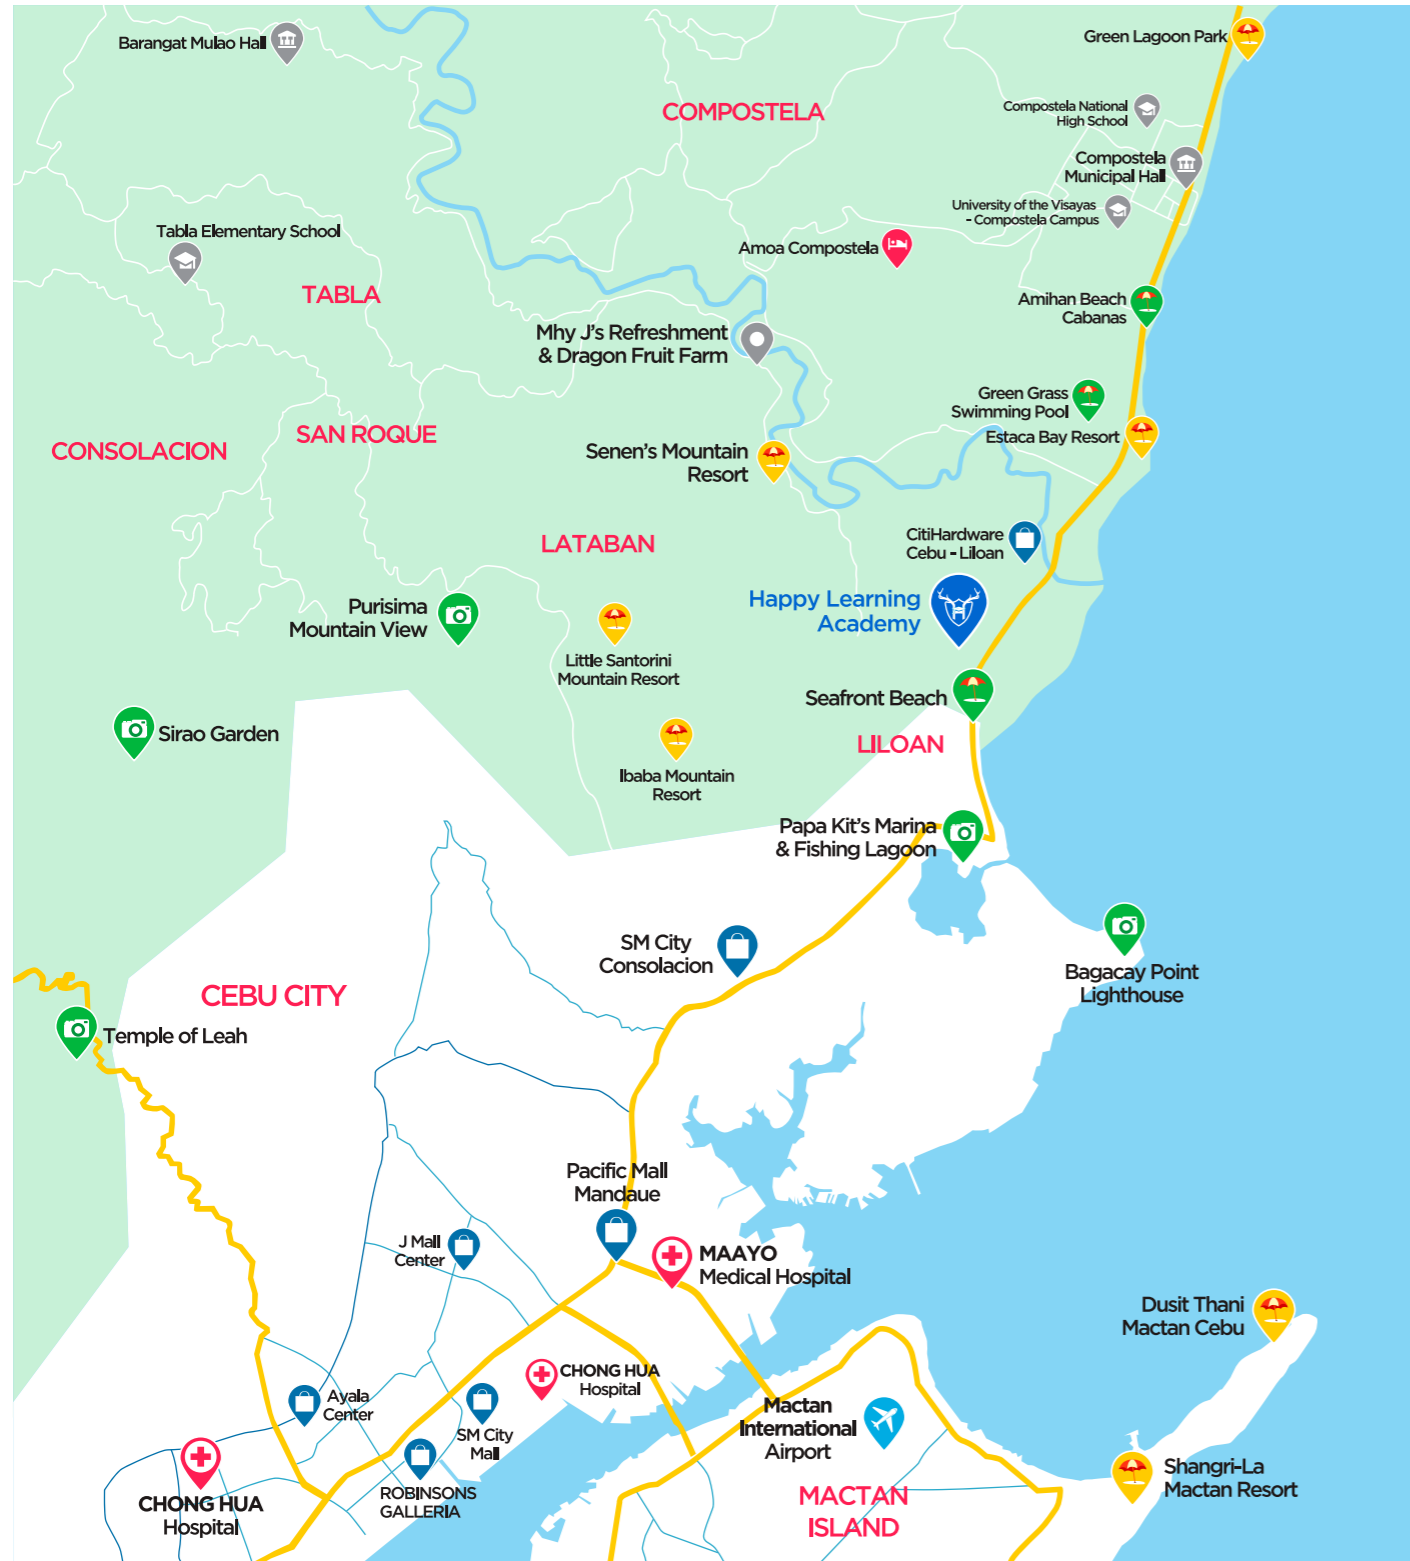 Barangat Mulao Hall
Green Lagoon Park
COMPOSTELA
Compostela National
High School
Compostela
Municipal Hall
University of the Visayas
- Compostela Campus
Tabla Elementary School
Amoa Compostela
TABLA
Amihan Beach
Cabanas
Mhy J's Refreshment
& Dragon Fruit Farm
Green Grass
Swimming Pool
Estaca Bay Resort
SAN ROQUE
CONSOLACION
Senen's Mountain
Resort
LATABAN
CitiHardware
Cebu - Liloan
Happy Learning
Academy
Purisima
Mountain View
Little Santorini
Mountain Resort
Seafront Beach
Sirao Garden
LILOAN
Ibaba Mountain
Resort
Papa Kit's Marina
& Fishing Lagoon
SM City
Consolacion
Bagacay Point
Lighthouse
CEBU CITY
Temple of Leah
Pacific Mall
Mandaue
J Mall
Center
MAAYO
Medical Hospital
Dusit Thani
Mactan Cebu
CHONG HUA
Hospital
Ayala
Center
SM City
Mall
Mactan
International
Airport
Shangri-La
Mactan Resort
ROBINSONS
GALLERIA
CHONG HUA
Hospital
MACTAN
ISLAND